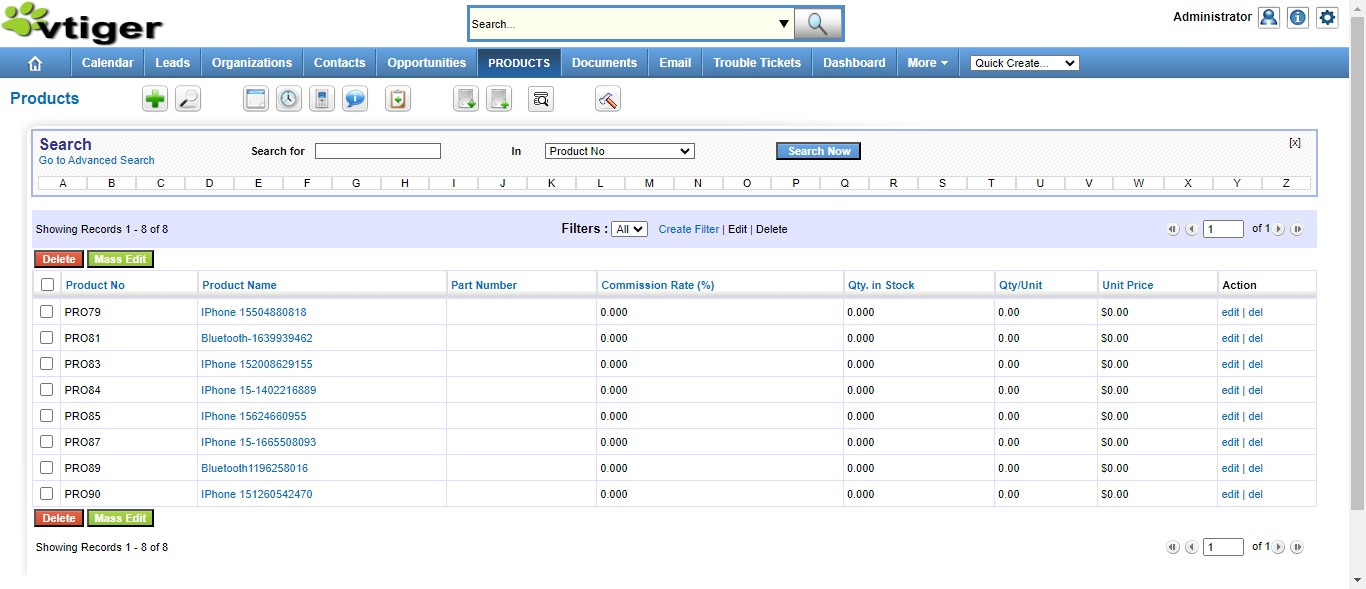 vtiger
Search...
Administrator
Calendar Leads Organizations Contacts Opportunities PRODUCTS Documents Email Trouble Tickets Dashboard More Quick Create...
Products
Search
Go to Advanced Search
Search for In Product No Search Now [x]
A B C D E F G H I J K L M N O P Q R S T U V W X Y Z
Showing Records 1 - 8 of 8 Filters : All Create Filter | Edit | Delete 1 of 1
Delete Mass Edit
Product No Product Name Part Number Commission Rate (%) Qty. in Stock Qty/Unit Unit Price Action
PRO79 IPhone 15504880818 0.000 0.000 0.00 $0.00 edit | del
PRO81 Bluetooth-1639939462 0.000 0.000 0.00 $0.00 edit | del
PRO83 IPhone 152008629155 0.000 0.000 0.00 $0.00 edit | del
PRO84 IPhone 15-1402216889 0.000 0.000 0.00 $0.00 edit | del
PRO85 IPhone 15624660955 0.000 0.000 0.00 $0.00 edit | del
PRO87 IPhone 15-1665508093 0.000 0.000 0.00 $0.00 edit | del
PRO89 Bluetooth1196258016 0.000 0.000 0.00 $0.00 edit | del
PRO90 IPhone 151260542470 0.000 0.000 0.00 $0.00 edit | del
Delete Mass Edit
Showing Records 1 - 8 of 8 1 of 1